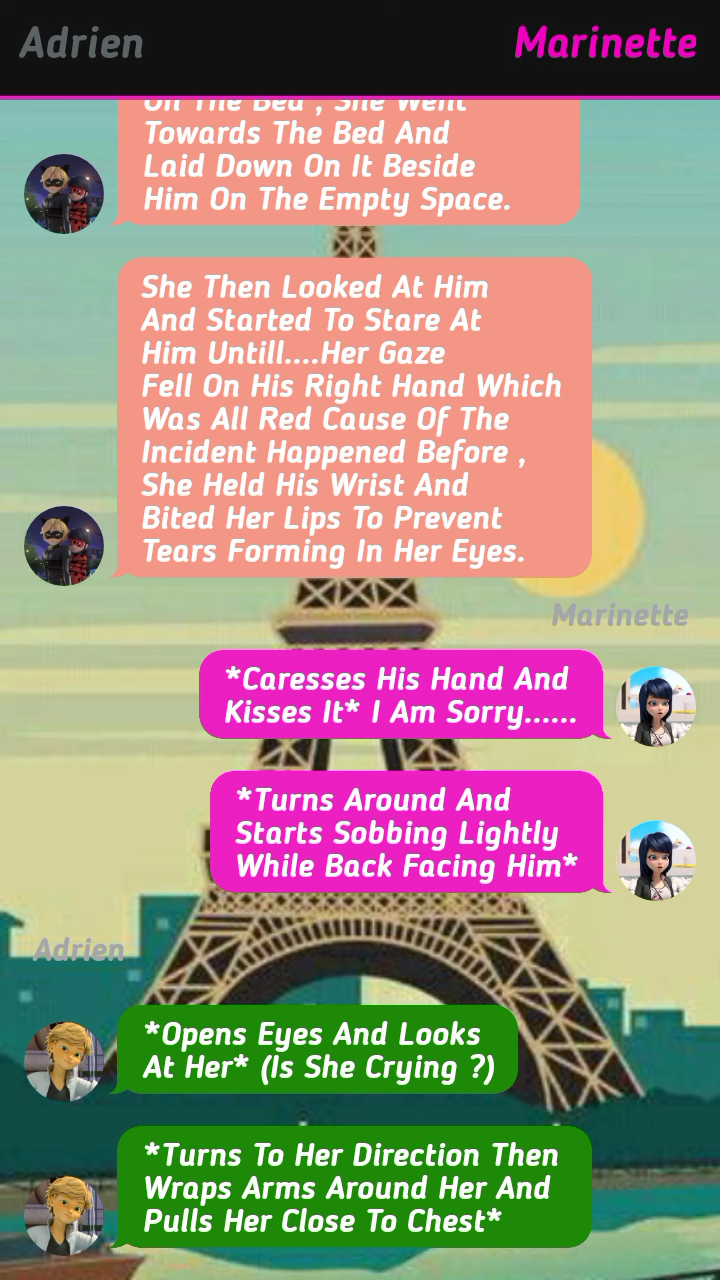 Adrien
Marinette
On The Bed , She Went
Towards The Bed And
Laid Down On It Beside
Him On The Empty Space.
She Then Looked At Him
And Started To Stare At
Him Untill....Her Gaze
Fell On His Right Hand Which
Was All Red Cause Of The
Incident Happened Before ,
She Held His Wrist And
Bited Her Lips To Prevent
Tears Forming In Her Eyes.
Marinette
*Caresses His Hand And
Kisses It* I Am Sorry......
*Turns Around And
Starts Sobbing Lightly
While Back Facing Him*
Adrien
*Opens Eyes And Looks
At Her* (Is She Crying ?)
*Turns To Her Direction Then
Wraps Arms Around Her And
Pulls Her Close To Chest*